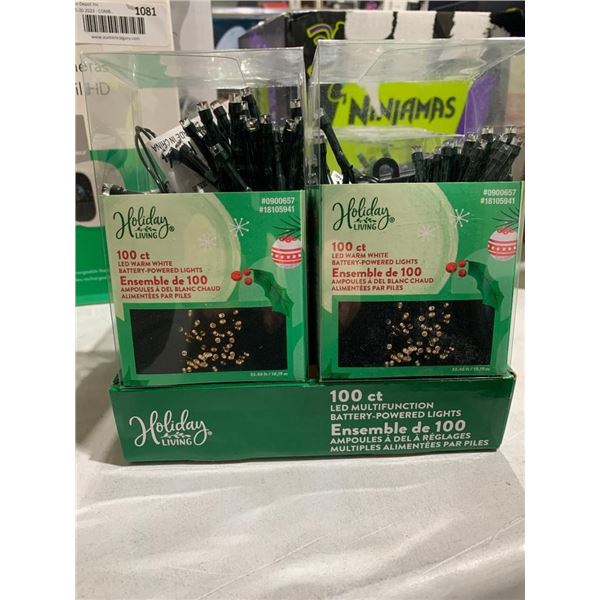 1081
NINJAMAS
MADE IN CHINA
#0900657
#18105941
Holiday
LIVING®
100 ct
LED WARM WHITE
BATTERY-POWERED LIGHTS
Ensemble de 100
AMPOULES À DEL BLANC CHAUD
ALIMENTÉES PAR PILES
#0900657
#18105941
Holiday
LIVING®
100 ct
LED WARM WHITE
BATTERY-POWERED LIGHTS
Ensemble de 100
AMPOULES À DEL BLANC CHAUD
ALIMENTÉES PAR PILES
Holiday
LIVING®
100 ct
LED MULTIFUNCTION
BATTERY-POWERED LIGHTS
Ensemble de 100
AMPOULES À DEL À RÉGLAGES
MULTIPLES ALIMENTÉES PAR PILES